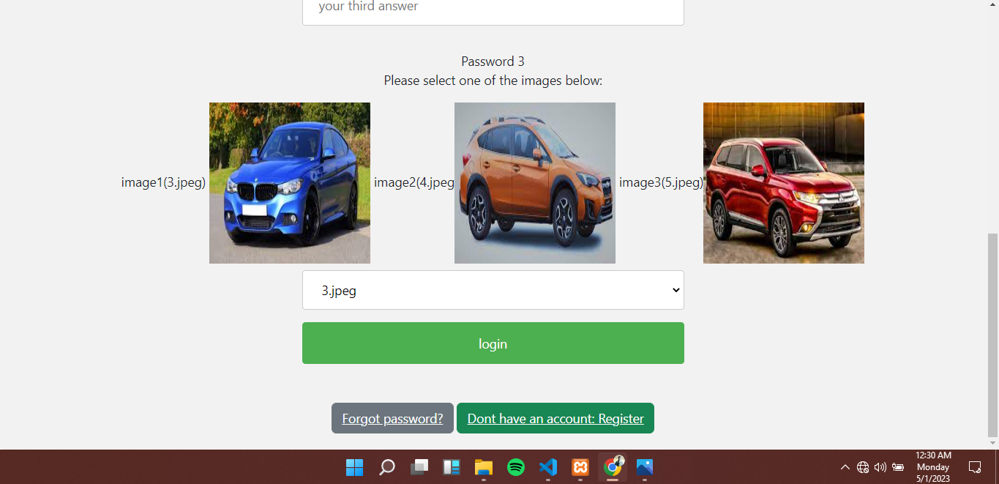 your third answer
Password 3
Please select one of the images below:
image1(3.jpeg)
image2(4.jpeg
image3(5.jpeg)
3.jpeg
login
Forgot password?
Dont have an account: Register
12:30 AM
Monday
5/1/2023